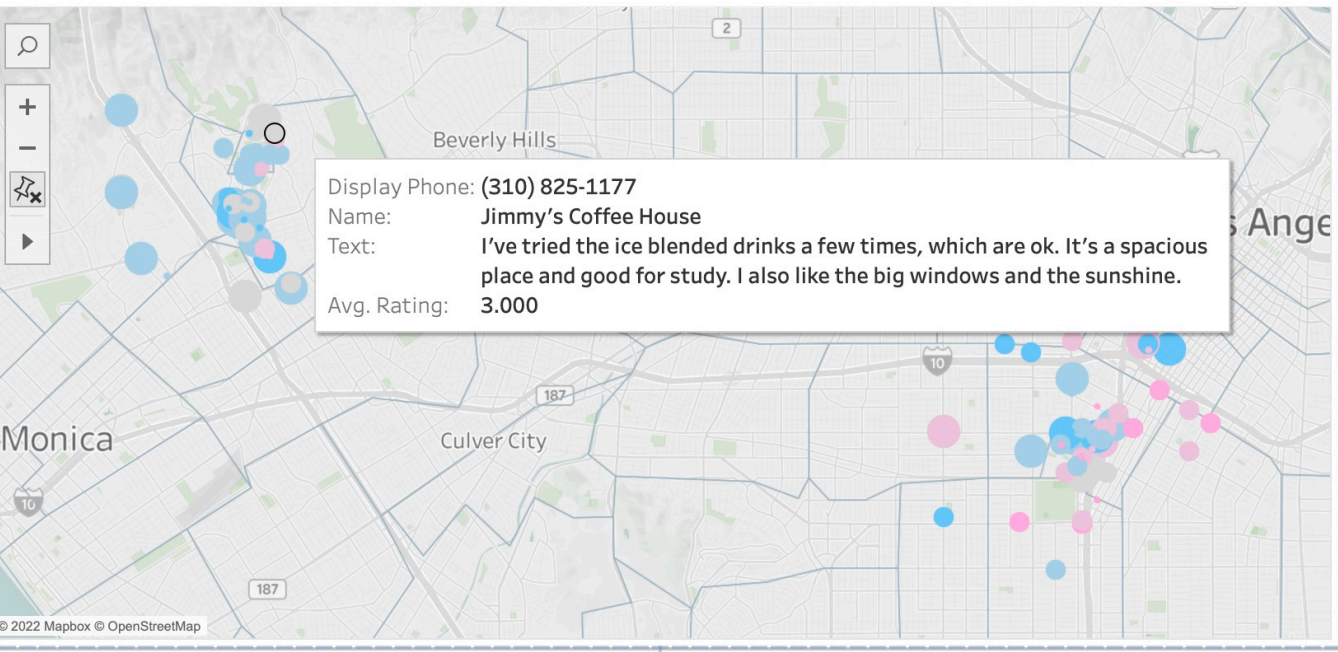 2
Beverly Hills
Display Phone: (310) 825-1177
Name: Jimmy's Coffee House
Text: I've tried the ice blended drinks a few times, which are ok. It's a spacious
place and good for study. I also like the big windows and the sunshine.
Avg. Rating: 3.000
s Ange
10
187
Monica
Culver City
10
187
© 2022 Mapbox © OpenStreetMap